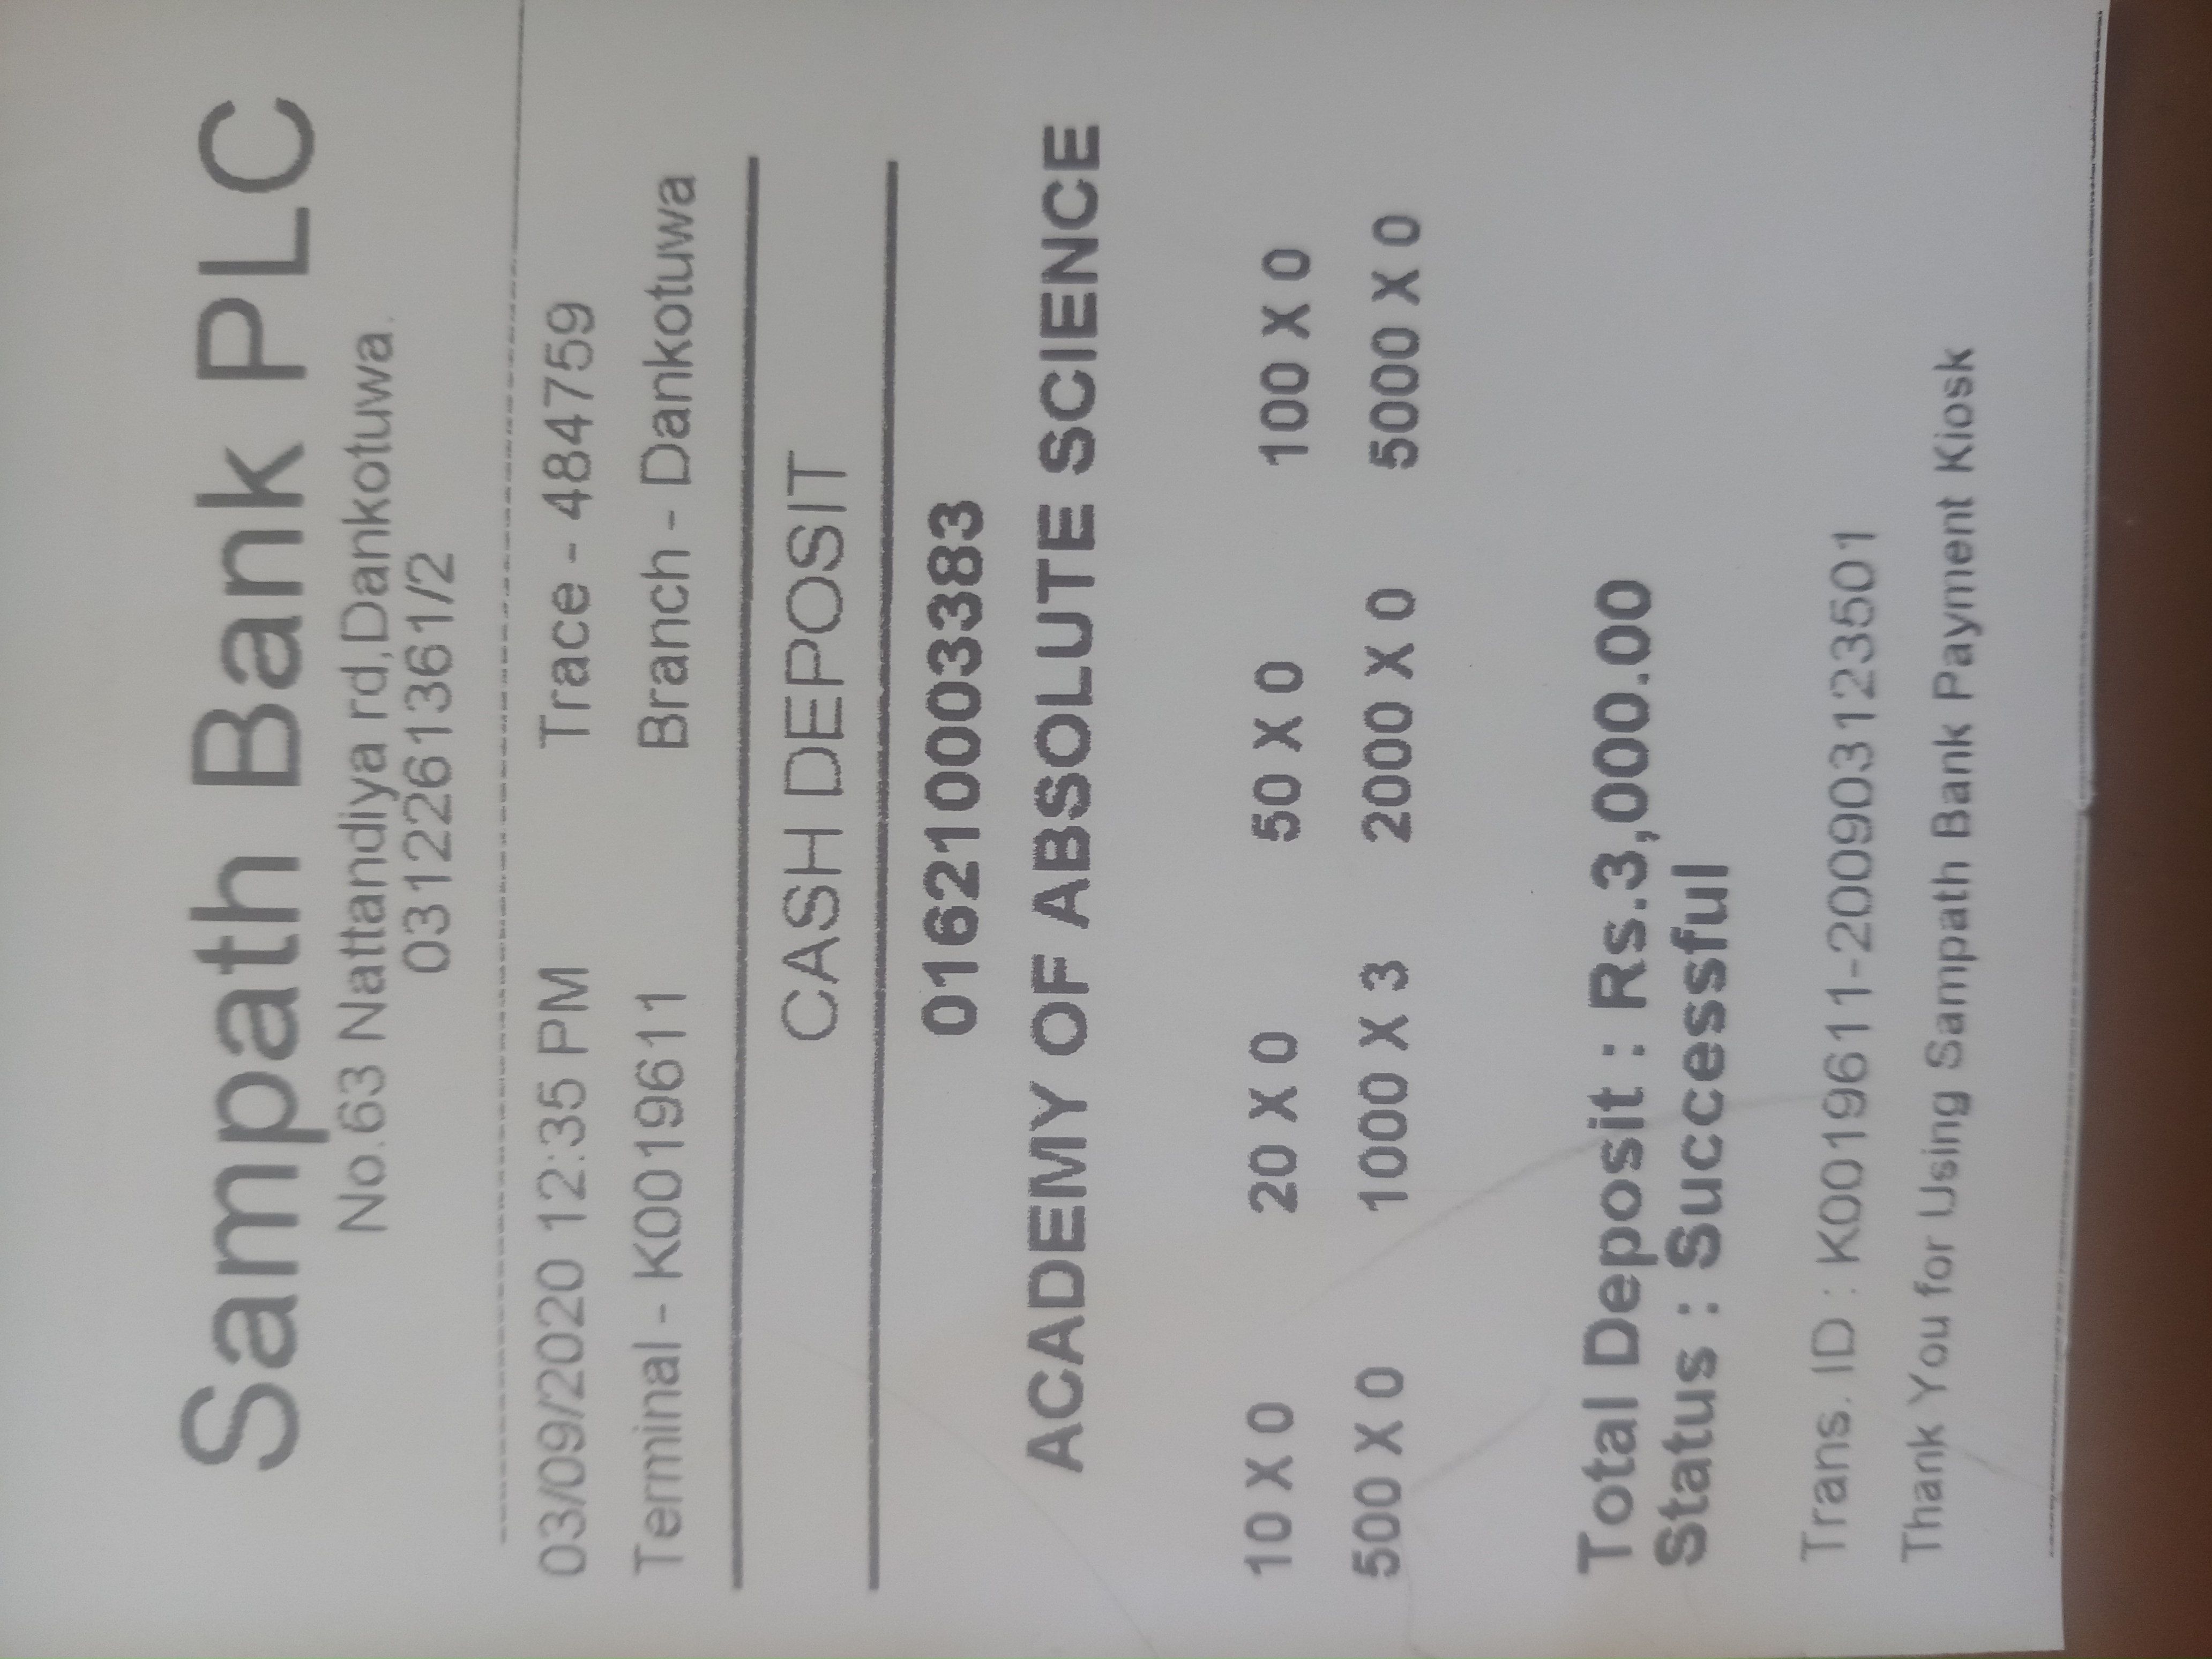 Sampath Bank PLC
No.63 Nattandiya rd,Dankotuwa.
0312261361/2
03/09/2020 12:35 PM Trace - 484759
Terminal - K0019611 Branch - Dankotuwa
CASH DEPOSIT
016210003383
ACADEMY OF ABSOLUTE SCIENCE
10 X 0 20 X 0 50 X 0 100 X 0
500 X 0 1000 X 3 2000 X 0 5000 X 0
Total Deposit : Rs.3,000.00
Status : Successful
Trans. ID : K0019611-200903123501
Thank You for Using Sampath Bank Payment Kiosk